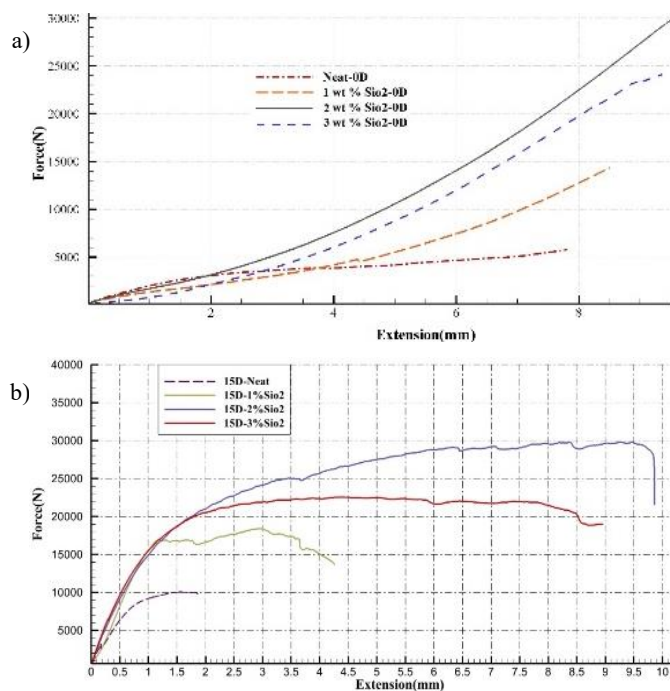 a)
30000
25000
20000
15000
10000
5000
Force(N)
Neat-0D
1 wt % Sio2-0D
2 wt % Sio2-0D
3 wt % Sio2-0D
2 4 6 8
Extension(mm)
b)
40000
35000
30000
25000
20000
15000
10000
5000
Force(N)
15D-Neat
15D-1%Sio2
15D-2%Sio2
15D-3%Sio2
0 0.5 1 1.5 2 2.5 3 3.5 4 4.5 5 5.5 6 6.5 7 7.5 8 8.5 9 9.5 10
Extension(mm)